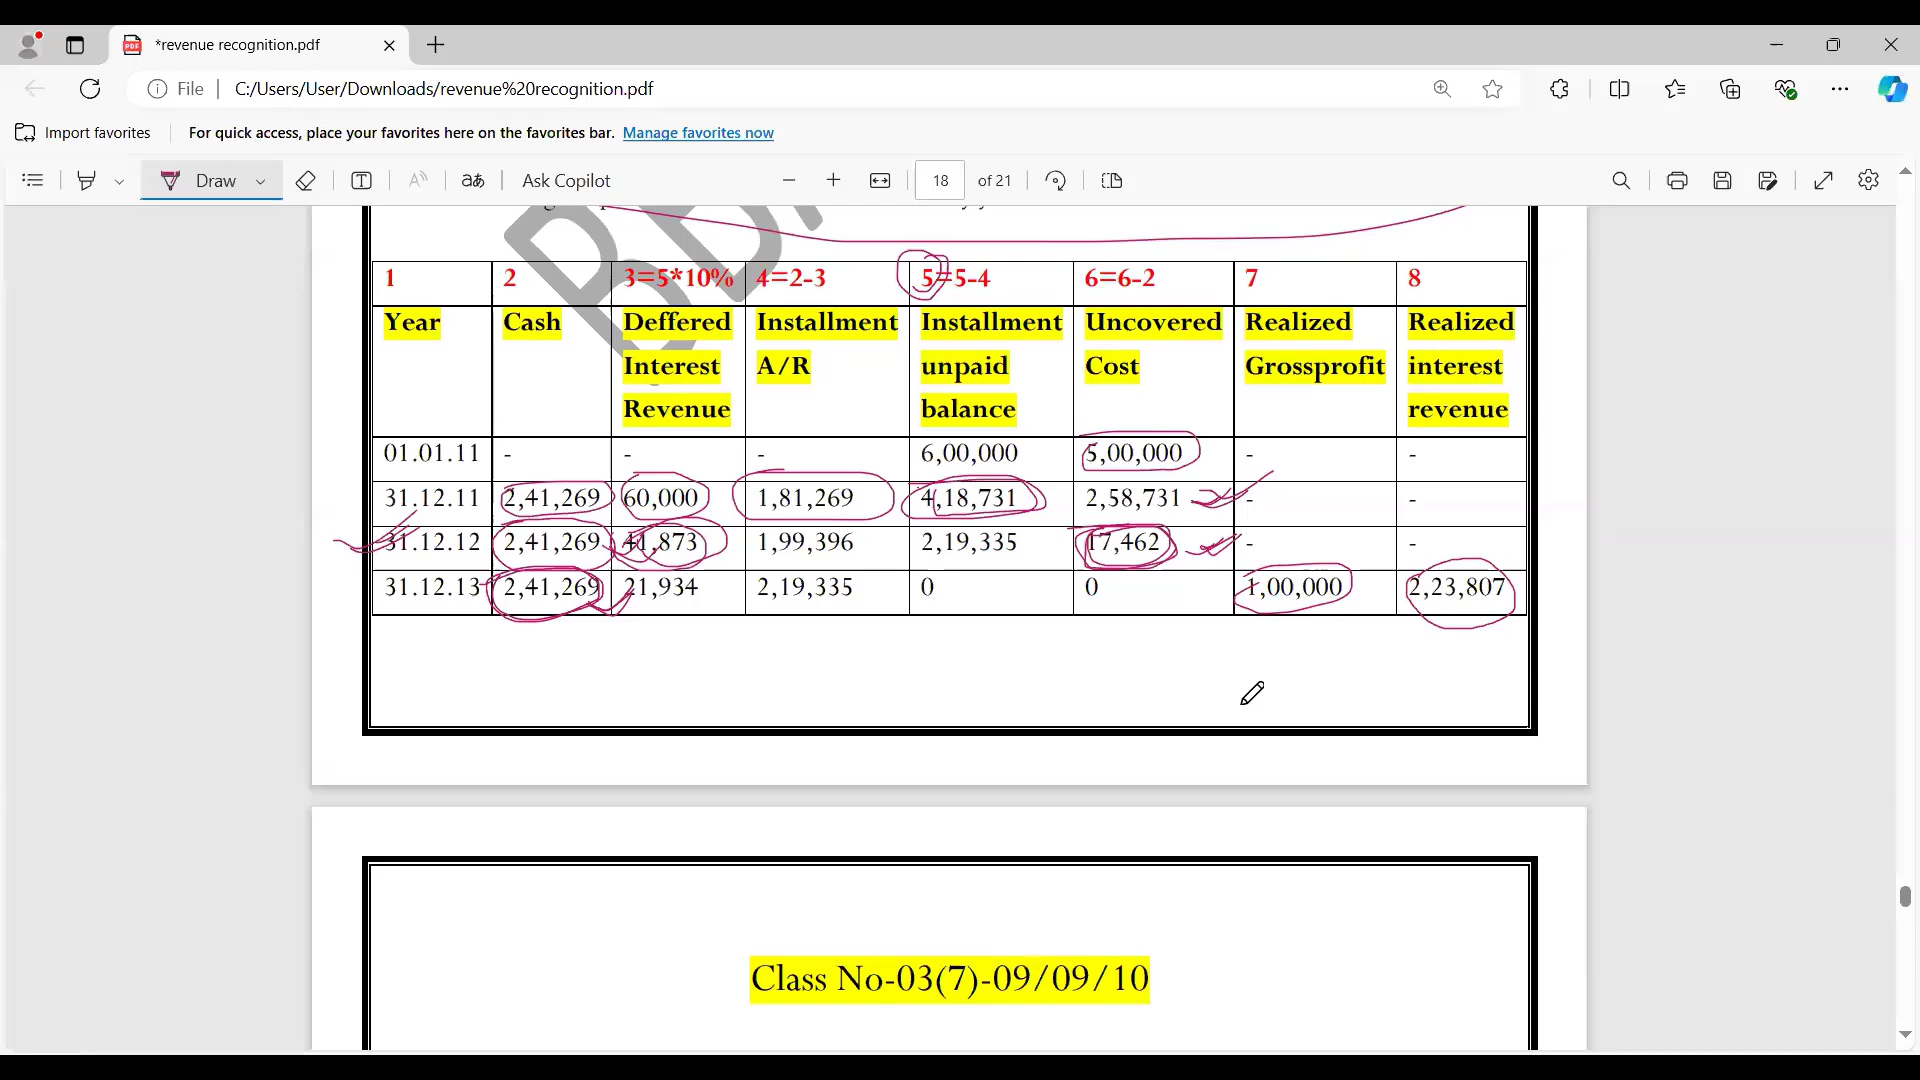 *revenue recognition.pdf
File
C:/Users/User/Downloads/revenue%20recognition.pdf
Import favorites
For quick access, place your favorites here on the favorites bar. Manage favorites now
Draw
Ask Copilot
18 of 21
1 2 3=5*10% 4=2-3 5=5-4 6=6-2 7 8
Year Cash Deffered Interest Revenue Installment A/R Installment unpaid balance Uncovered Cost Realized Grossprofit Realized interest revenue
01.01.11 - - - 6,00,000 5,00,000 - -
31.12.11 2,41,269 60,000 1,81,269 4,18,731 2,58,731 - -
31.12.12 2,41,269 41,873 1,99,396 2,19,335 17,462 - -
31.12.13 2,41,269 21,934 2,19,335 0 0 1,00,000 2,23,807
Class No-03(7)-09/09/10